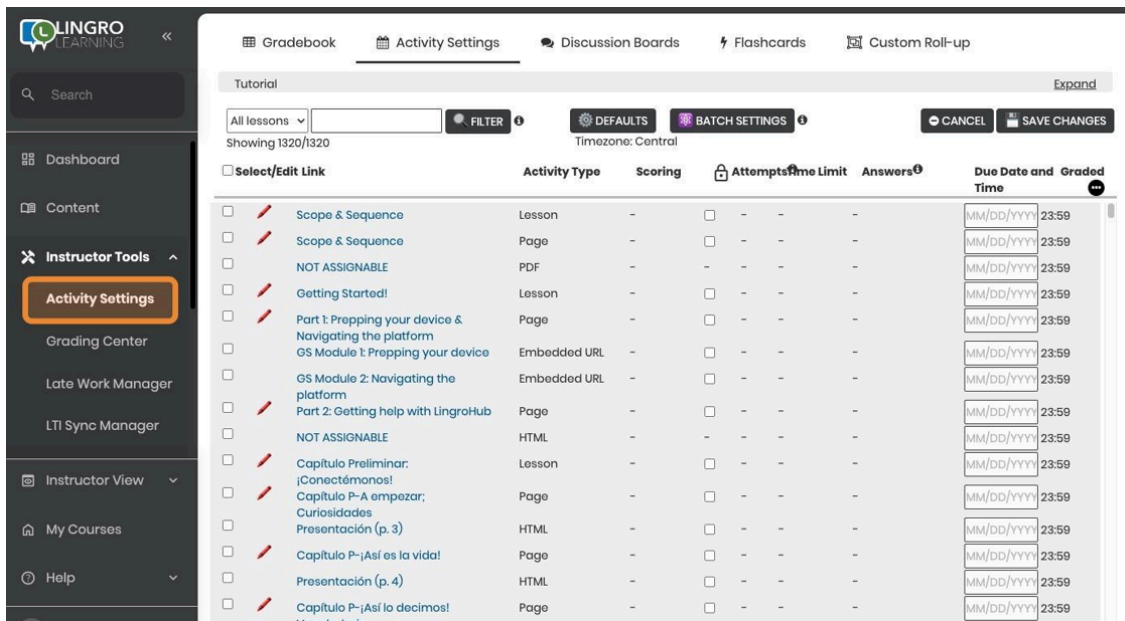 LINGRO
LEARNING
Search
Dashboard
Content
Instructor Tools
Activity Settings
Grading Center
Late Work Manager
LTI Sync Manager
Instructor View
My Courses
Help
Gradebook Activity Settings Discussion Boards Flashcards Custom Roll-up
Tutorial Expand
All lessons FILTER DEFAULTS BATCH SETTINGS CANCEL SAVE CHANGES
Showing 1320/1320 Timezone: Central
Select/Edit Link Activity Type Scoring Attempts Time Limit Answers Due Date and Time Graded
Scope & Sequence Lesson - - - - MM/DD/YYYY 23:59
Scope & Sequence Page - - - - MM/DD/YYYY 23:59
NOT ASSIGNABLE PDF - - - - - MM/DD/YYYY 23:59
Getting Started! Lesson - - - - MM/DD/YYYY 23:59
Part 1: Prepping your device & Page - - - - MM/DD/YYYY 23:59
Navigating the platform
GS Module 1: Prepping your device Embedded URL - - - - MM/DD/YYYY 23:59
GS Module 2: Navigating the Embedded URL - - - - MM/DD/YYYY 23:59
platform
Part 2: Getting help with LingroHub Page - - - - MM/DD/YYYY 23:59
NOT ASSIGNABLE HTML - - - - - MM/DD/YYYY 23:59
Capítulo Preliminar: Lesson - - - - MM/DD/YYYY 23:59
¡Conectémonos!
Capítulo P-A empezar; Page - - - - MM/DD/YYYY 23:59
Curiosidades
Presentación (p. 3) HTML - - - - MM/DD/YYYY 23:59
Capítulo P-¡Así es la vida! Page - - - - MM/DD/YYYY 23:59
Presentación (p. 4) HTML - - - - MM/DD/YYYY 23:59
Capítulo P-¡Así lo decimos! Page - - - - MM/DD/YYYY 23:59